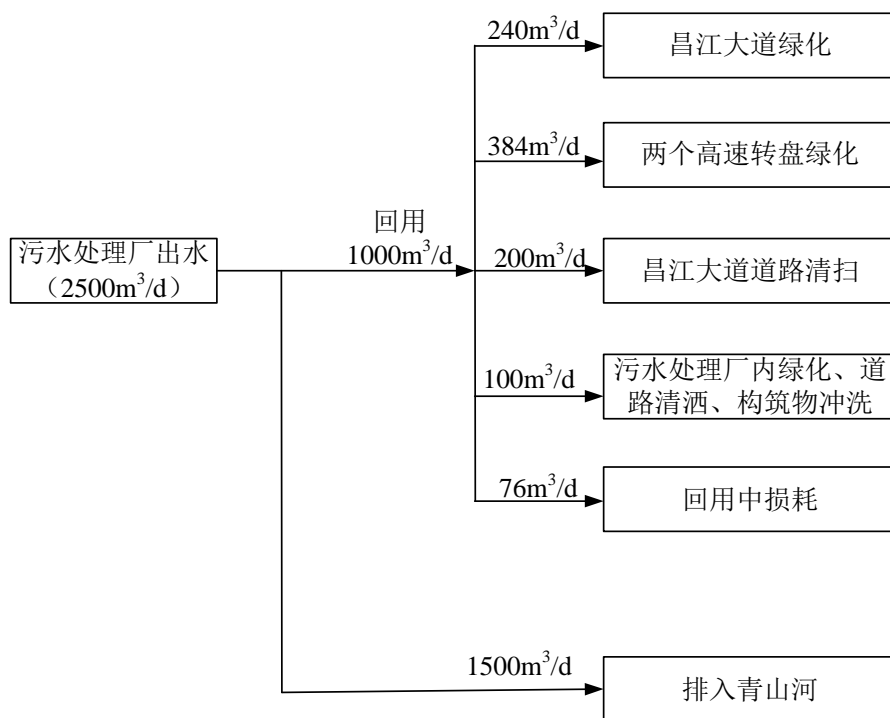 240m³/d
昌江大道绿化
384m³/d
两个高速转盘绿化
回用
1000m³/d
污水处理厂出水
（2500m³/d）
200m³/d
昌江大道道路清扫
100m³/d
污水处理厂内绿化、道
路清洒、构筑物冲洗
76m³/d
回用中损耗
1500m³/d
排入青山河